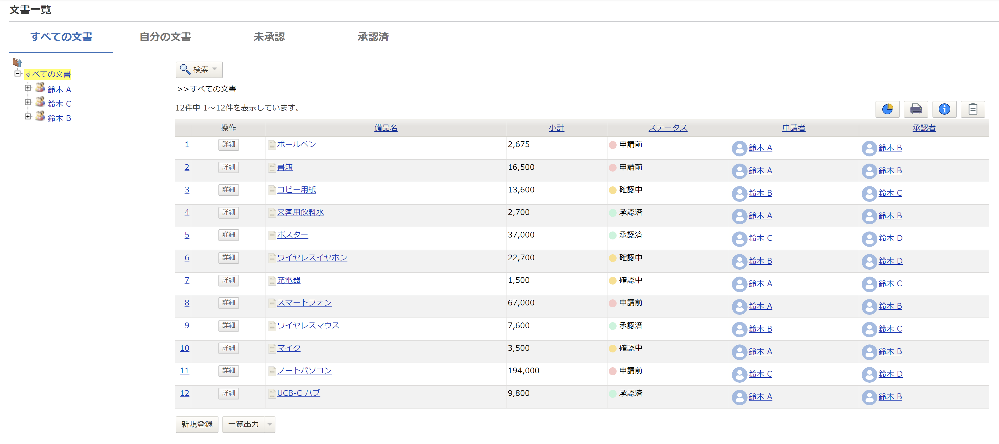 文書一覧
すべての文書 自分の文書 未承認 承認済
すべての文書
鈴木 A
鈴木 C
鈴木 B
検索
>>すべての文書
12件中 1～12件を表示しています。
操作 備品名 小計 ステータス 申請者 承認者
1 詳細 ボールペン 2,675 申請前 鈴木 A 鈴木 B
2 詳細 書籍 16,500 申請前 鈴木 A 鈴木 B
3 詳細 コピー用紙 13,600 確認中 鈴木 B 鈴木 C
4 詳細 来客用飲料水 2,700 承認済 鈴木 A 鈴木 B
5 詳細 ポスター 37,000 承認済 鈴木 C 鈴木 D
6 詳細 ワイヤレスイヤホン 22,700 確認中 鈴木 B 鈴木 D
7 詳細 充電器 1,500 確認中 鈴木 A 鈴木 C
8 詳細 スマートフォン 67,000 申請前 鈴木 A 鈴木 B
9 詳細 ワイヤレスマウス 7,600 承認済 鈴木 B 鈴木 C
10 詳細 マイク 3,500 確認中 鈴木 A 鈴木 B
11 詳細 ノートパソコン 194,000 申請前 鈴木 C 鈴木 D
12 詳細 UCB-C ハブ 9,800 承認済 鈴木 A 鈴木 B
新規登録 一覧出力